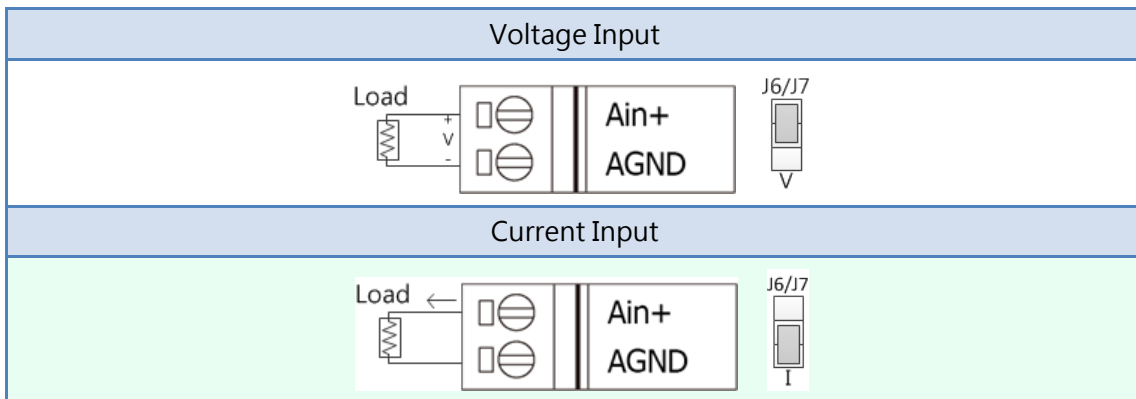 Voltage Input
Load
+
V
-
Ain+
AGND
J6/J7
V
Current Input
Load ←
Ain+
AGND
J6/J7
I